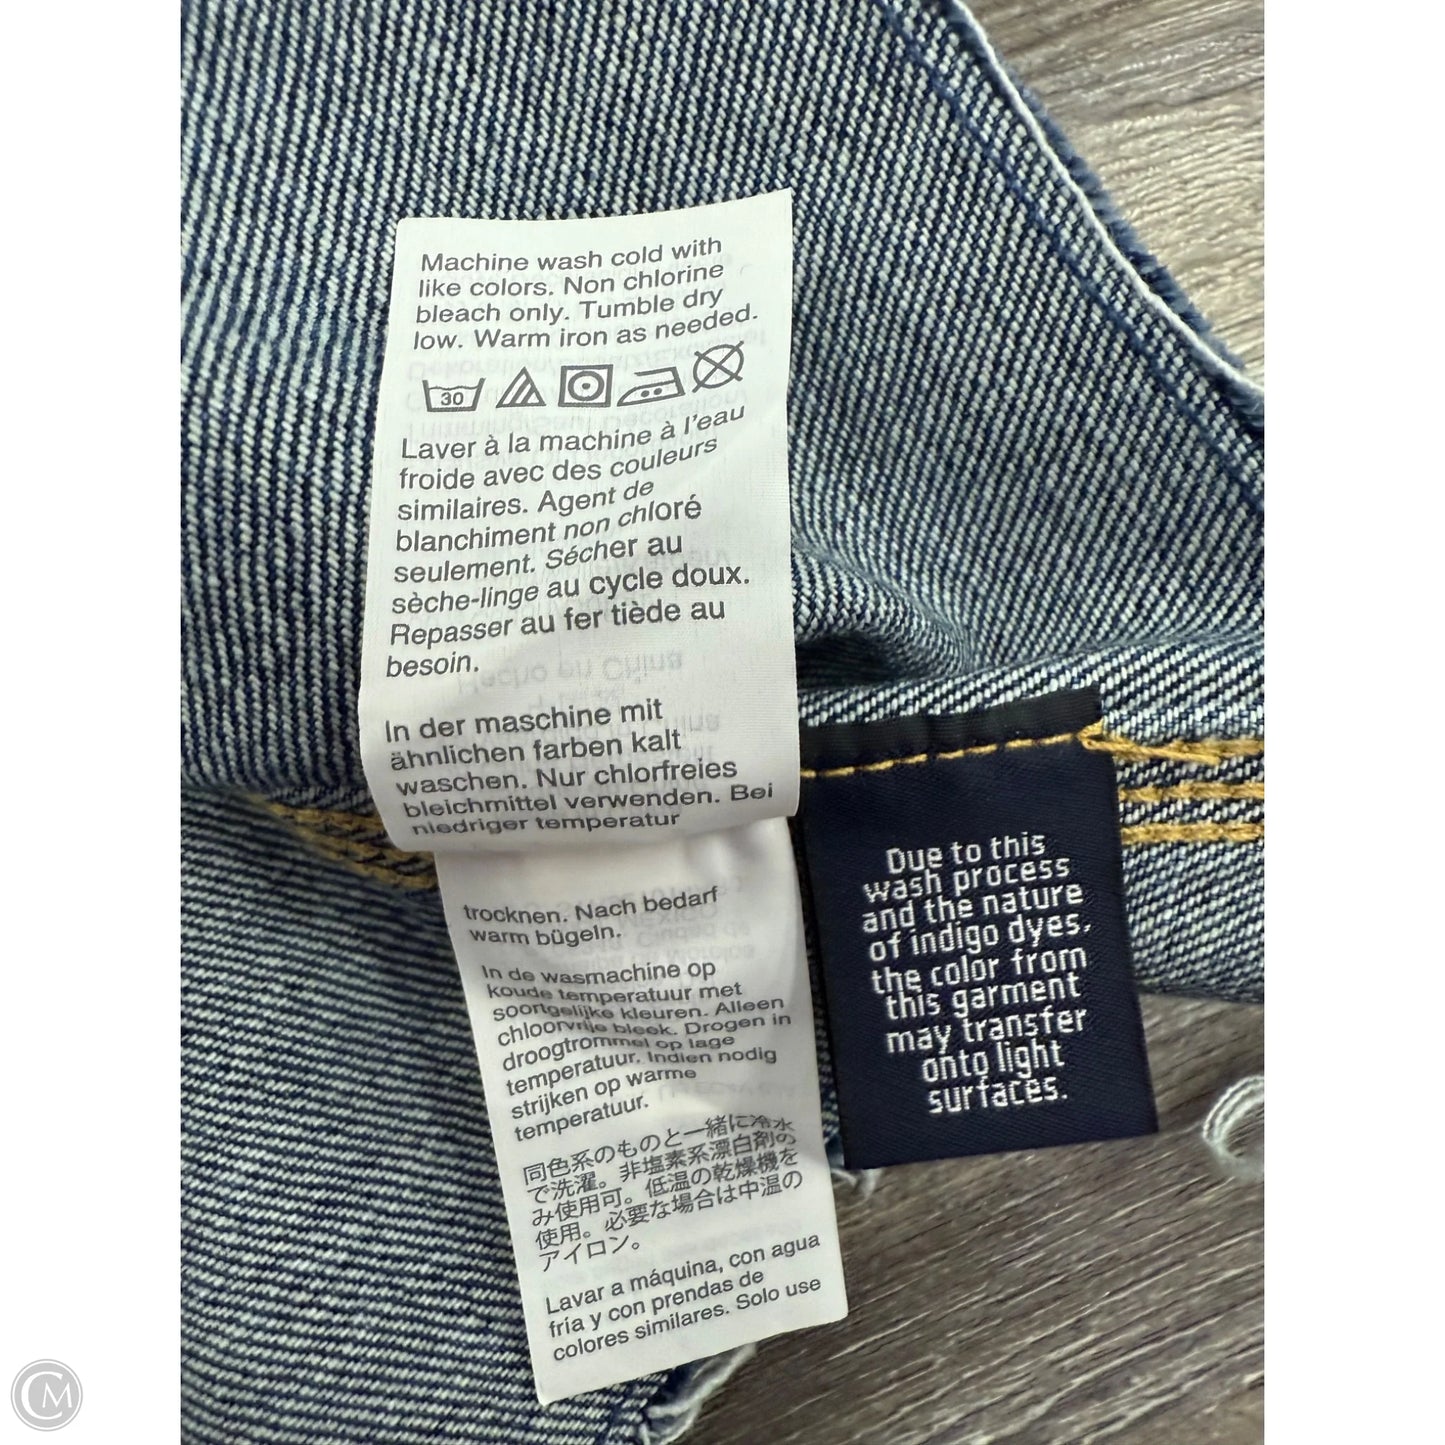 Machine wash cold with
like colors. Non chlorine
bleach only. Tumble dry
low. Warm iron as needed.
30
Laver à la machine à l'eau
froide avec des couleurs
similaires. Agent de
blanchiment non chloré
seulement. Sécher au
sèche-linge au cycle doux.
Repasser au fer tiède au
besoin.
In der maschine mit
ähnlichen farben kalt
waschen. Nur chlorfreies
bleichmittel verwenden. Bei
niedriger temperatur
trocknen. Nach bedarf
warm bügeln.
In de wasmachine op
koude temperatuur met
soortgelijke kleuren. Alleen
chloorvrije bleek. Drogen in
droogtrommel op lage
temperatuur. Indien nodig
strijken op warme
temperatuur.
同色系のものと一緒に冷水
で洗濯。非塩素系漂白剤の
み使用可。低温の乾燥機を
使用。必要な場合は中温の
アイロン。
Lavar a máquina, con agua
fría y con prendas de
colores similares. Solo use
Due to this
wash process
and the nature
of indigo dyes,
the color from
this garment
may transfer
onto light
surfaces.
CM